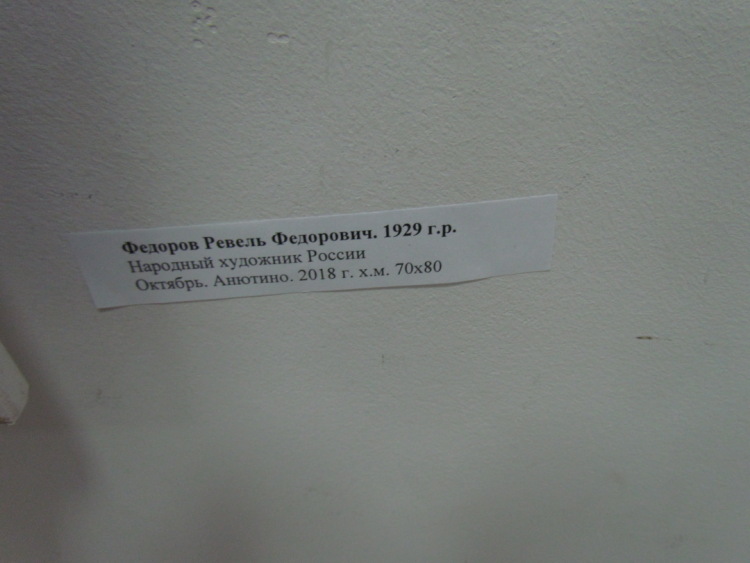 Федоров Ревель Федорович. 1929 г.р.
Народный художник России
Октябрь. Анютино. 2018 г. х.м. 70х80